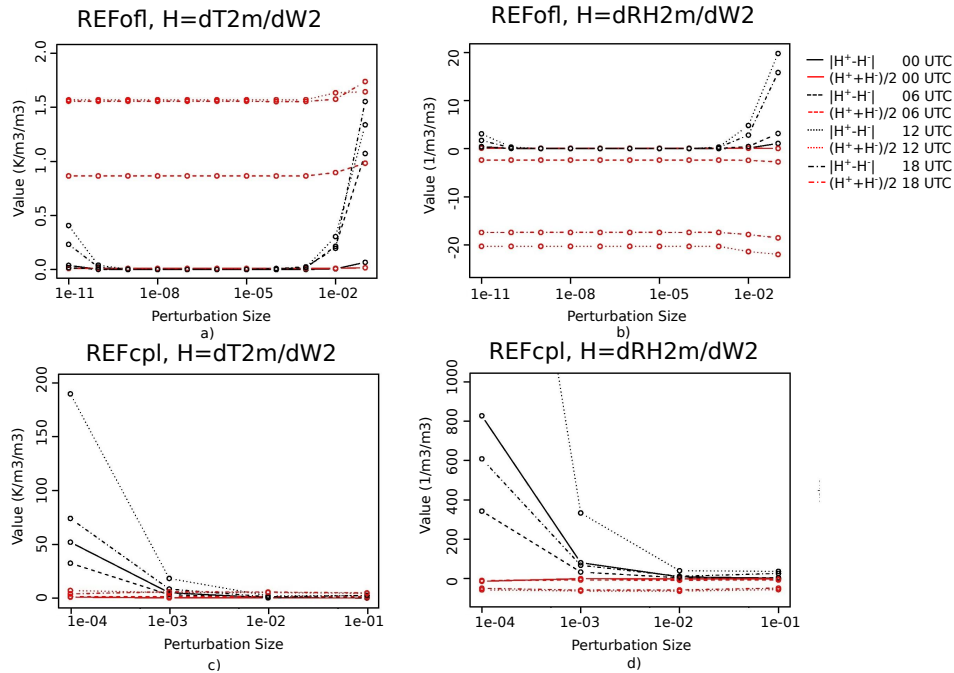 REFofl, H=dT2m/dW2
Value (K/m3/m3)
2.0
1.5
1.0
0.5
0.0
1e-11 1e-08 1e-05 1e-02
Perturbation Size
a)
REFofl, H=dRH2m/dW2
Value (1/m3/m3)
20
10
0
-10
-20
1e-11 1e-08 1e-05 1e-02
Perturbation Size
b)
|H⁺-H⁻| 00 UTC
(H⁺+H⁻)/2 00 UTC
|H⁺-H⁻| 06 UTC
(H⁺+H⁻)/2 06 UTC
|H⁺-H⁻| 12 UTC
(H⁺+H⁻)/2 12 UTC
|H⁺-H⁻| 18 UTC
(H⁺+H⁻)/2 18 UTC
REFcpl, H=dT2m/dW2
Value (K/m3/m3)
200
150
100
50
0
1e-04 1e-03 1e-02 1e-01
Perturbation Size
c)
REFcpl, H=dRH2m/dW2
Value (1/m3/m3)
1000
800
600
400
200
0
1e-04 1e-03 1e-02 1e-01
Perturbation Size
d)